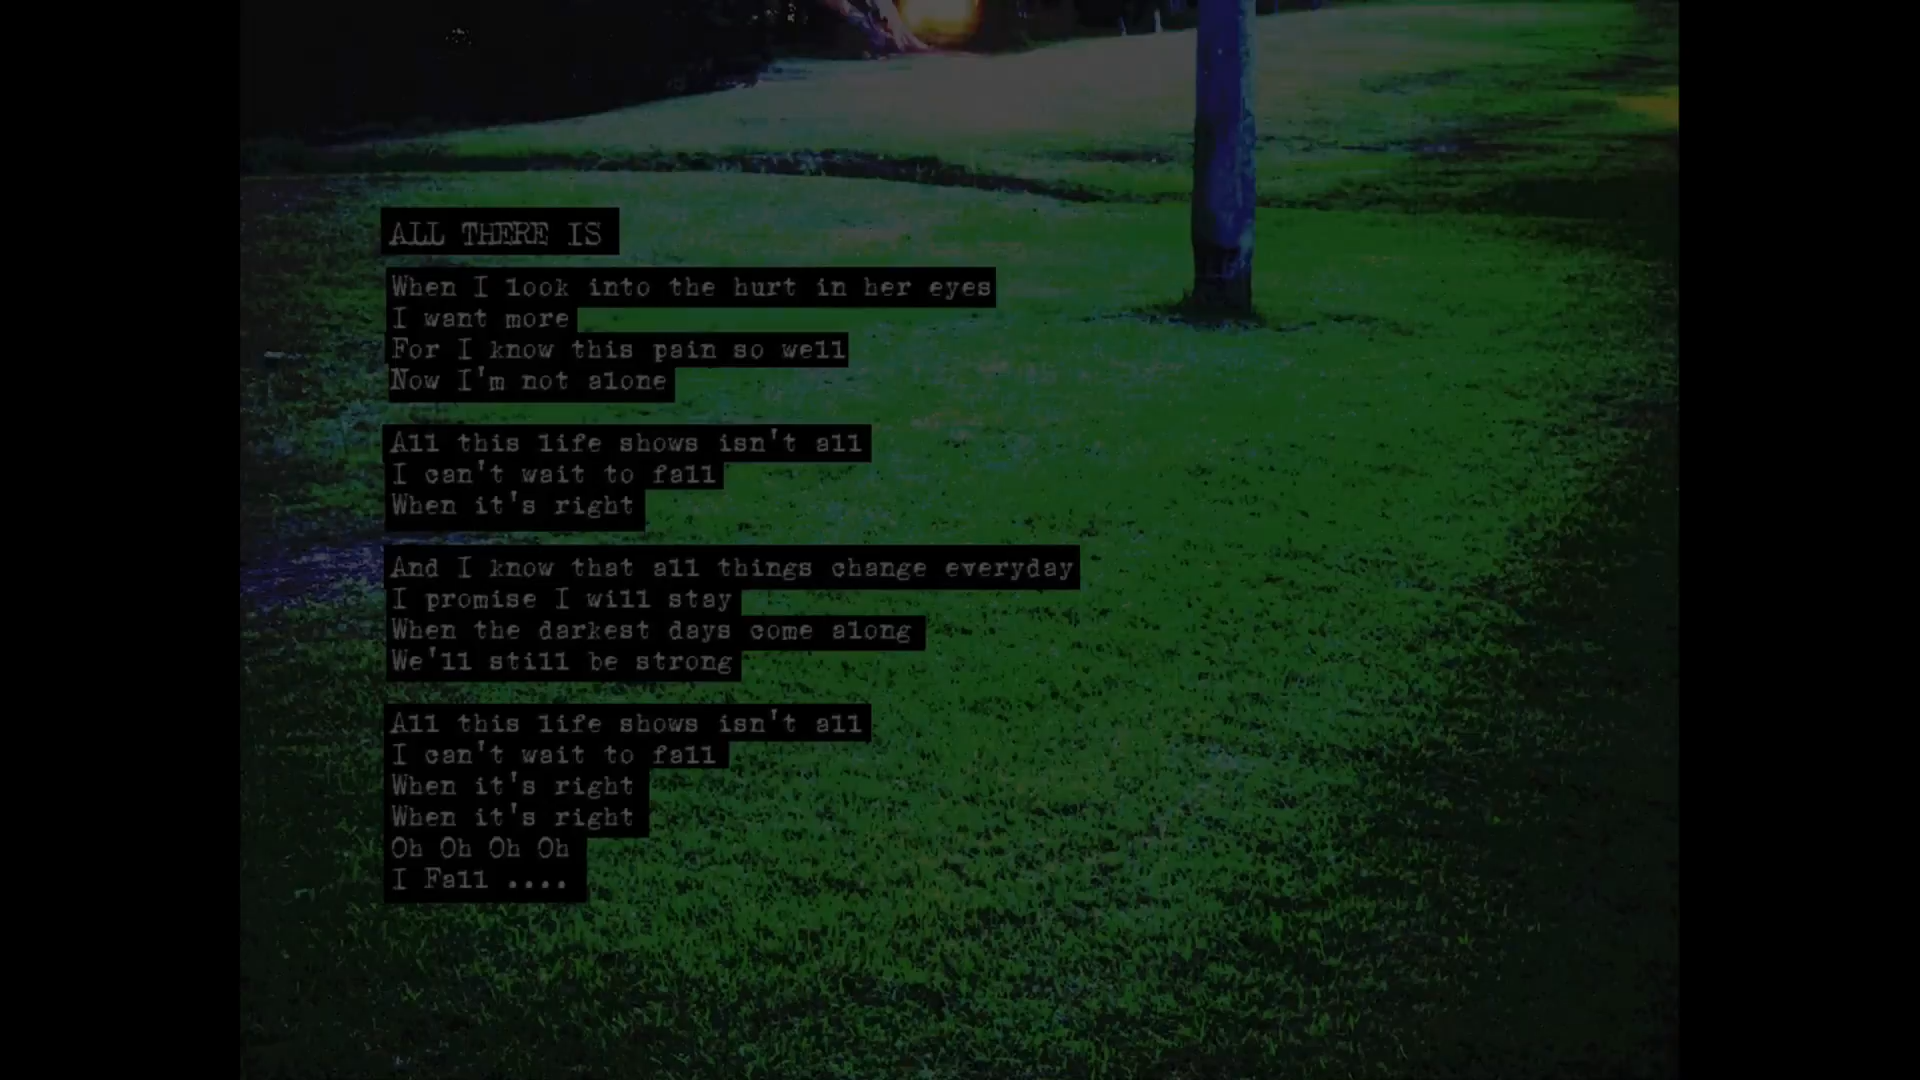 ALL THERE IS
When I look into the hurt in her eyes
I want more
For I know this pain so well
Now I'm not alone
All this life shows isn't all
I can't wait to fall
When it's right
And I know that all things change everyday
I promise I will stay
When the darkest days come along
We'll still be strong
All this life shows isn't all
I can't wait to fall
When it's right
When it's right
Oh Oh Oh Oh
I Fall ....